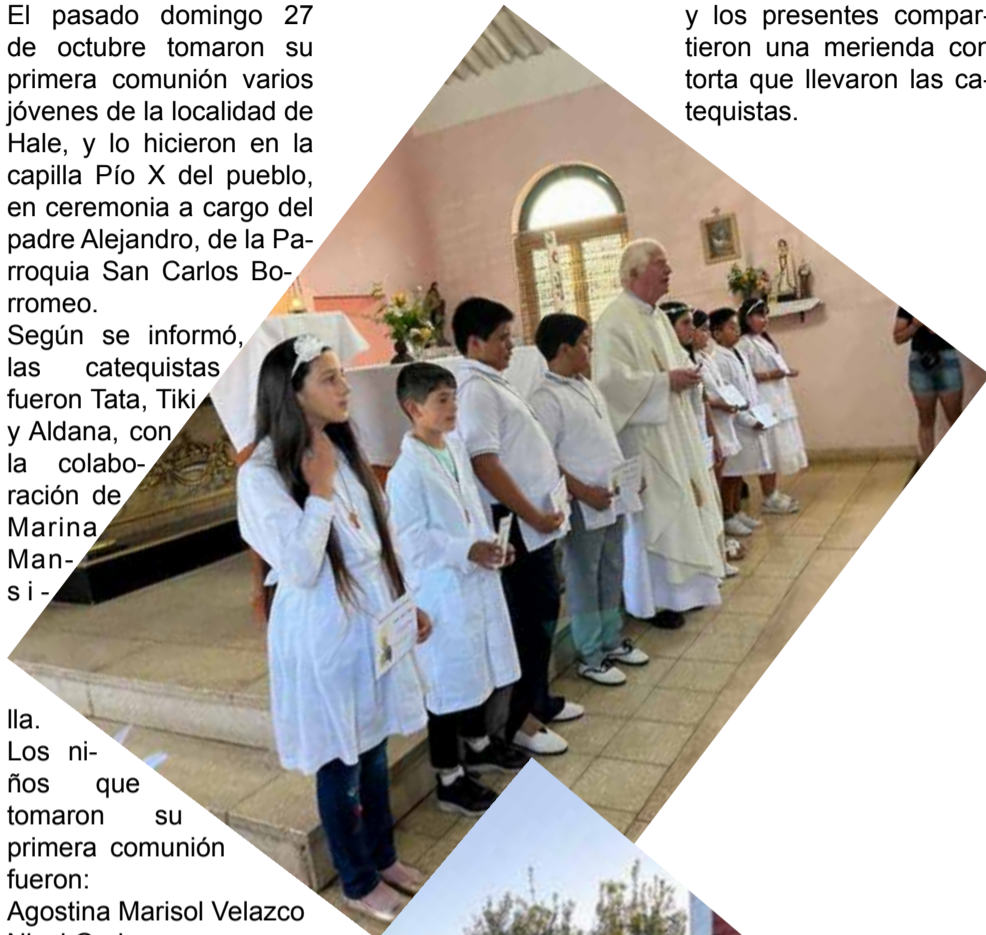 El pasado domingo 27
de octubre tomaron su
primera comunión varios
jóvenes de la localidad de
Hale, y lo hicieron en la
capilla Pío X del pueblo,
en ceremonia a cargo del
padre Alejandro, de la Pa-
rroquia San Carlos Bo-
rromeo.
Según se informó,
las catequistas
fueron Tata, Tiki
y Aldana, con
la colabo-
ración de
Marina
Man-
si-
lla.
Los ni-
ños que
tomaron su
primera comunión
fueron:
Agostina Marisol Velazco
y los presentes compar-
tieron una merienda con
torta que llevaron las ca-
tequistas.